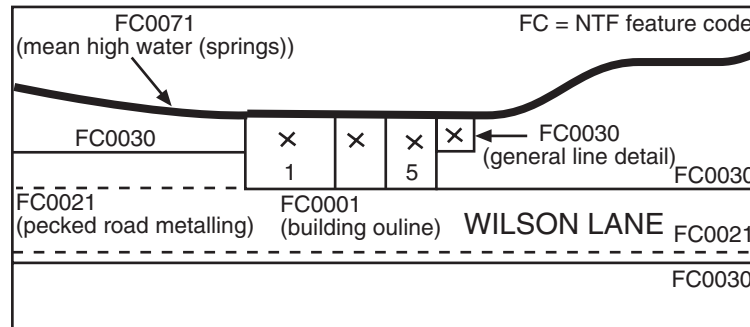 FC0071
(mean high water (springs))
FC = NTF feature code
FC0030
1
5
FC0030
(general line detail)
FC0030
FC0021
(pecked road metalling)
FC0001
(building ouline)
WILSON LANE
FC0021
FC0030